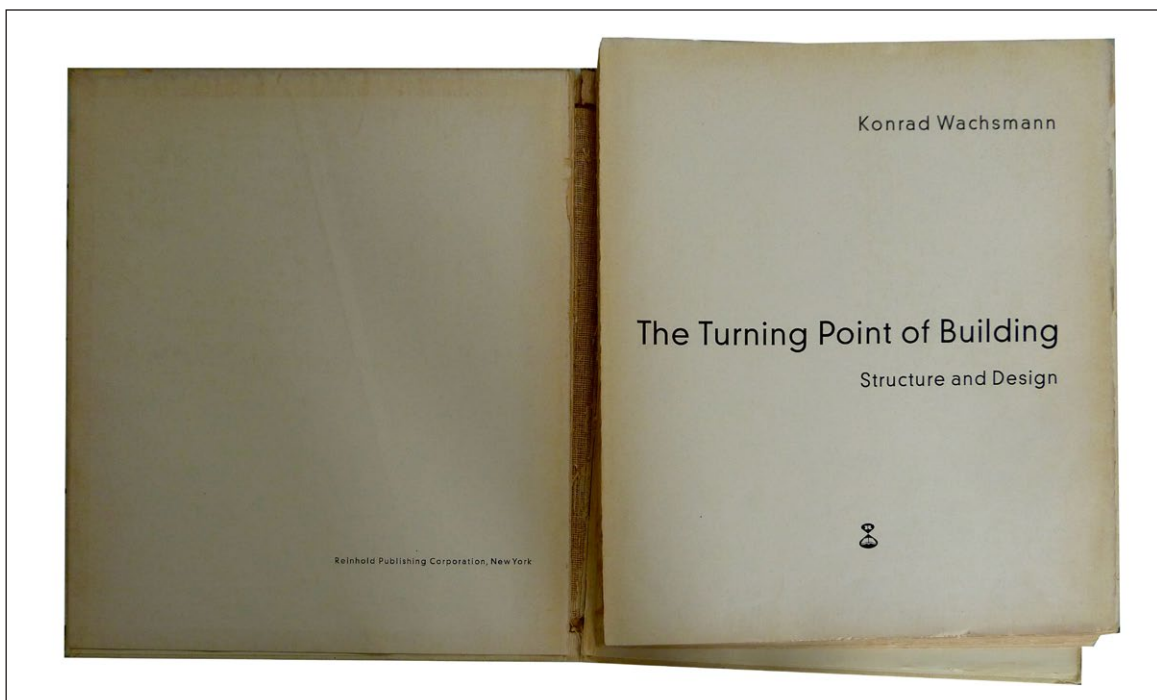 Reinhold Publishing Corporation, New York
Konrad Wachsmann
The Turning Point of Building
Structure and Design